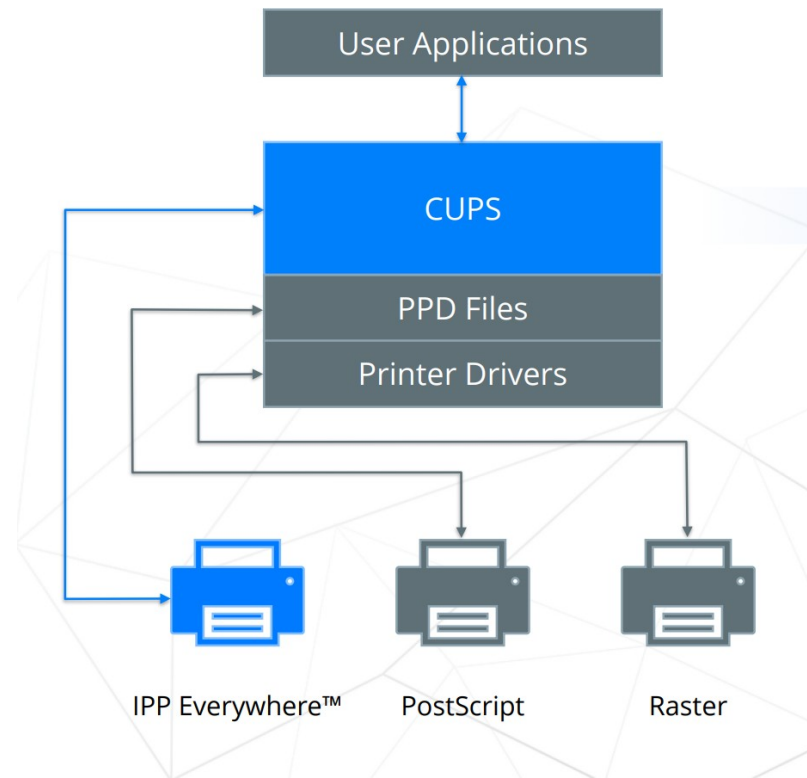 User Applications
CUPS
PPD Files
Printer Drivers
IPP Everywhere™
PostScript
Raster